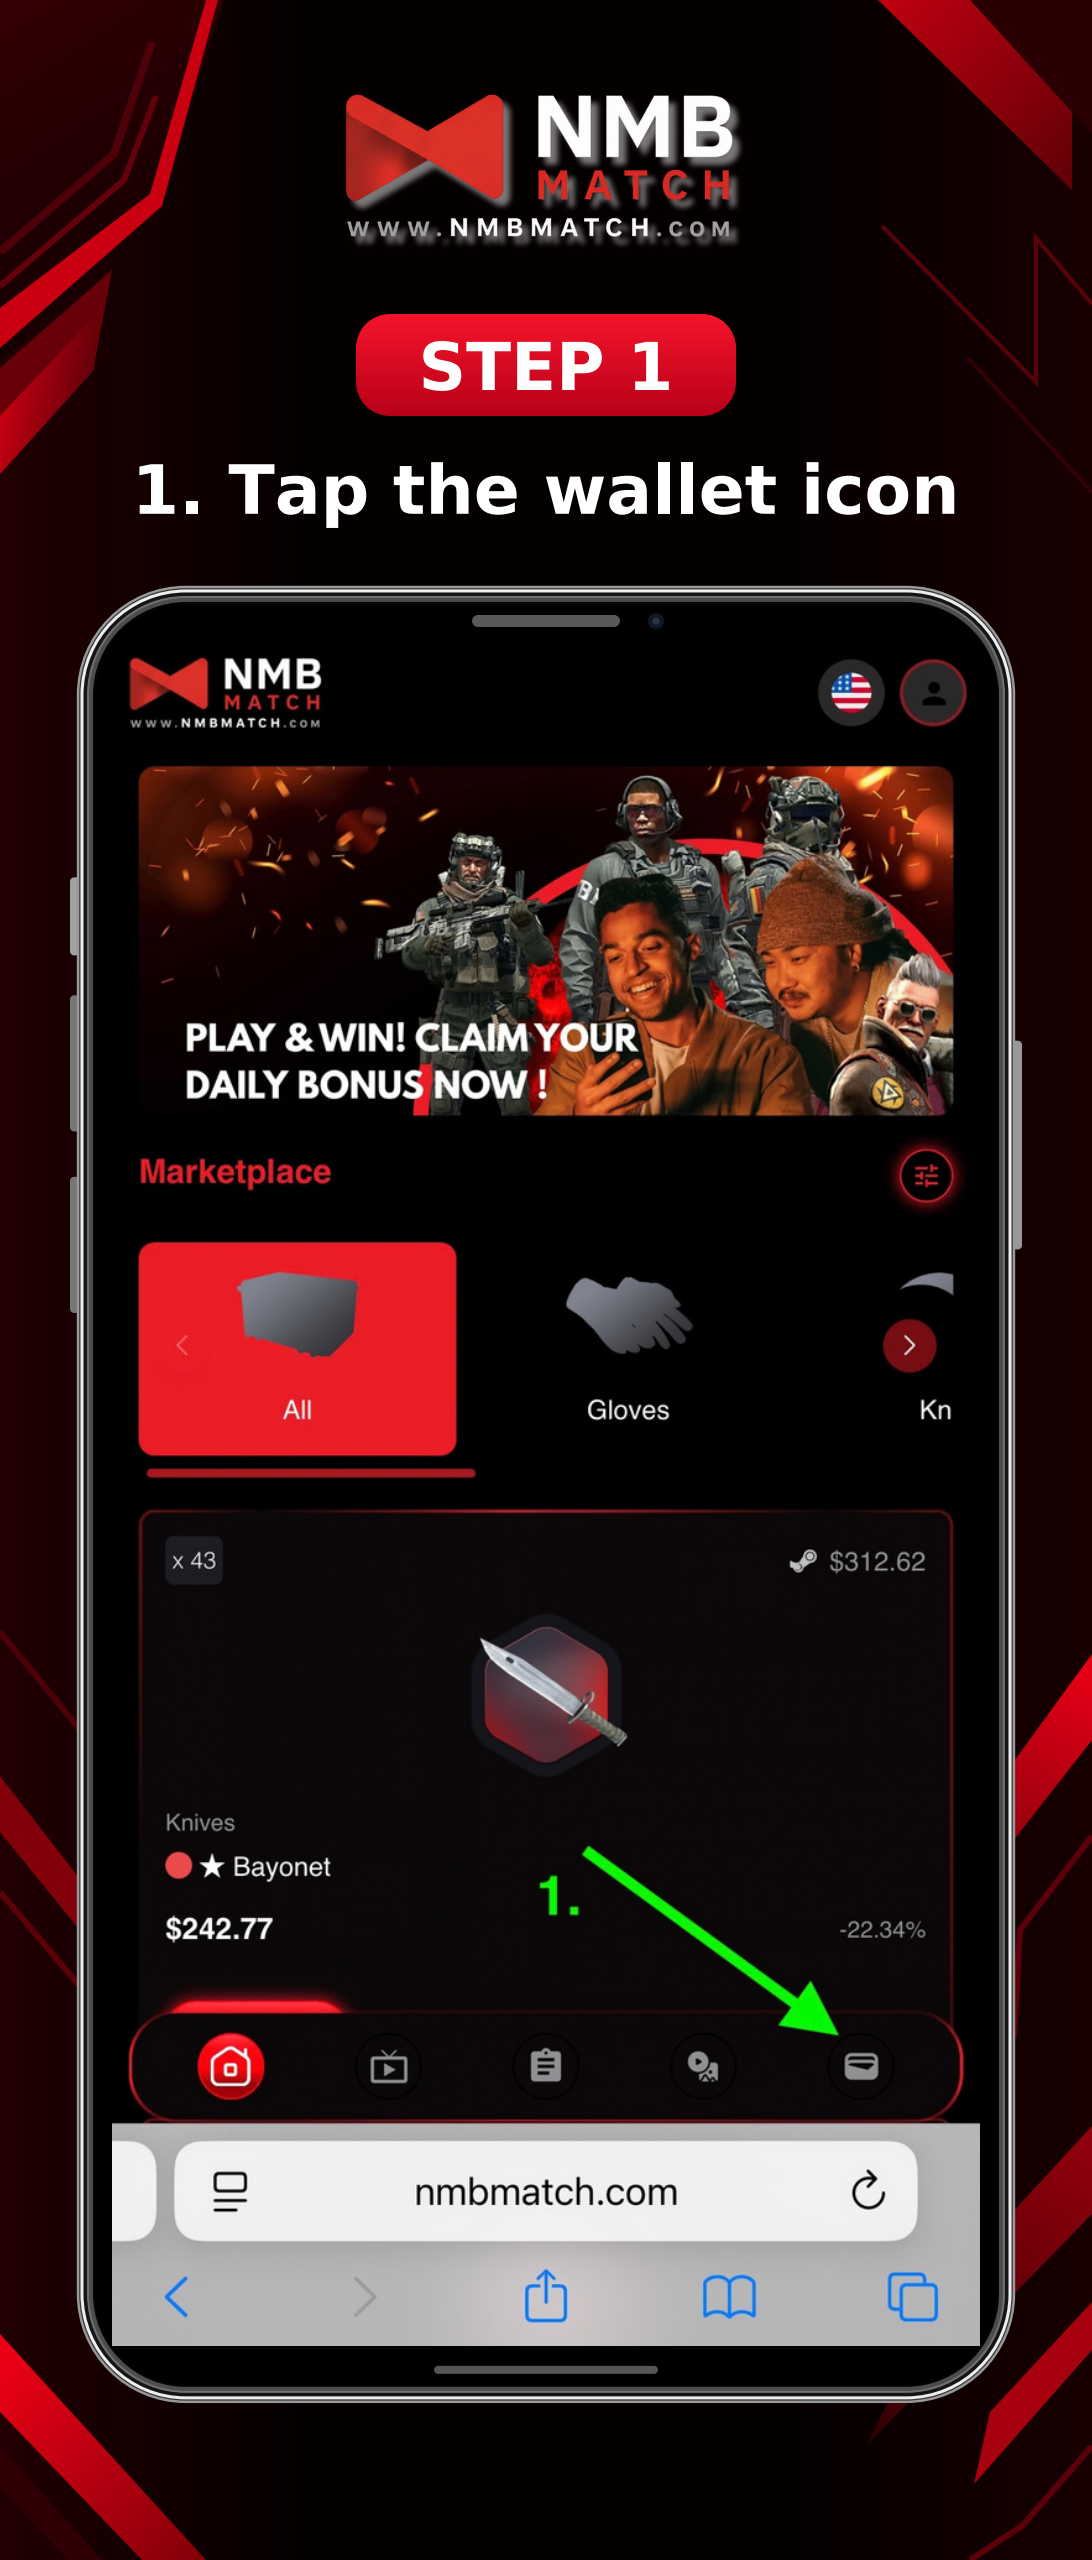 NMB
MATCH
WWW.NMBMATCH.COM
STEP 1
1. Tap the wallet icon
NMB
MATCH
WWW.NMBMATCH.COM
PLAY & WIN! CLAIM YOUR
DAILY BONUS NOW !
Marketplace
All
Gloves
Kn
x 43
$312.62
Knives
★ Bayonet
1.
$242.77
-22.34%
nmbmatch.com